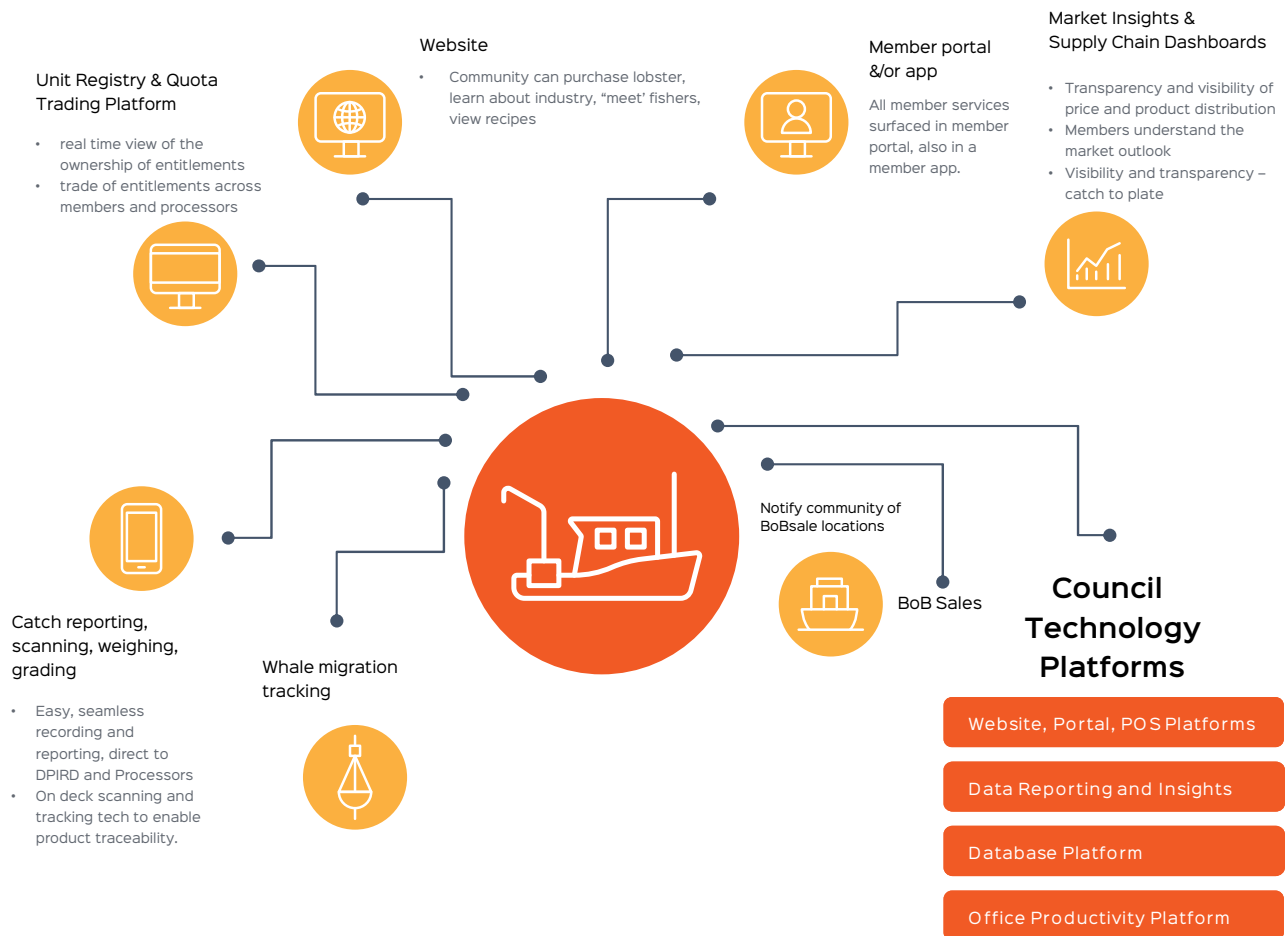 Unit Registry & Quota
Trading Platform
• real time view of the
ownership of entitlements
• trade of entitlements across
members and processors
Website
• Community can purchase lobster,
learn about industry, “meet’ fishers,
view recipes
Member portal
&/or app
All member services
surfaced in member
portal, also in a
member app.
Market Insights &
Supply Chain Dashboards
• Transparency and visibility of
price and product distribution
• Members understand the
market outlook
• Visibility and transparency –
catch to plate
Catch reporting,
scanning, weighing,
grading
• Easy, seamless
recording and
reporting, direct to
DPIRD and Processors
• On deck scanning and
tracking tech to enable
product traceability.
Whale migration
tracking
Notify community of
BoBsale locations
BoB Sales
Council
Technology
Platforms
Website, Portal, POS Platforms
Data Reporting and Insights
Database Platform
Office Productivity Platform